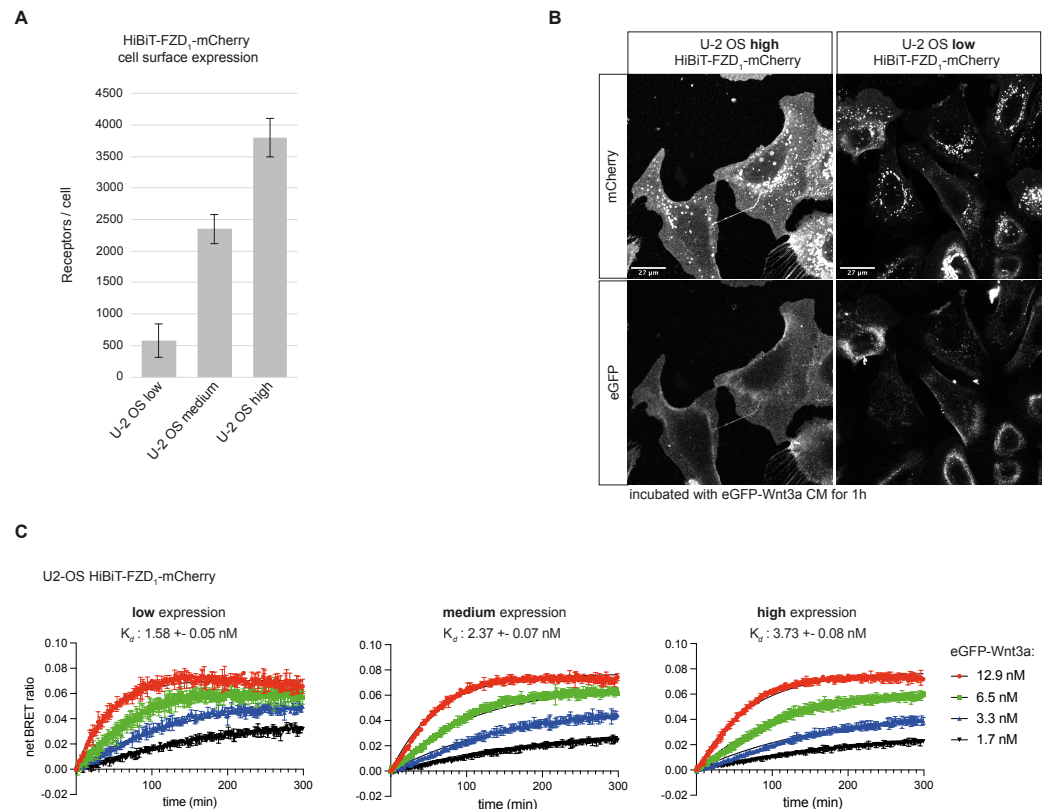 A
HiBiT-FZD₁-mCherry
cell surface expression
4500
4000
3500
3000
2500
2000
1500
1000
500
0
Receptors / cell
U-2 OS low
U-2 OS medium
U-2 OS high
B
U-2 OS high
HiBiT-FZD₁-mCherry
U-2 OS low
HiBiT-FZD₁-mCherry
mCherry
27 µm
27 µm
eGFP
incubated with eGFP-Wnt3a CM for 1h
C
U2-OS HiBiT-FZD₁-mCherry
low expression
K_d : 1.58 +- 0.05 nM
net BRET ratio
0.10
0.08
0.06
0.04
0.02
0.00
-0.02
100
200
300
time (min)
medium expression
K_d : 2.37 +- 0.07 nM
0.10
0.08
0.06
0.04
0.02
0.00
-0.02
100
200
300
time (min)
high expression
K_d : 3.73 +- 0.08 nM
0.10
0.08
0.06
0.04
0.02
0.00
-0.02
100
200
300
time (min)
eGFP-Wnt3a:
12.9 nM
6.5 nM
3.3 nM
1.7 nM